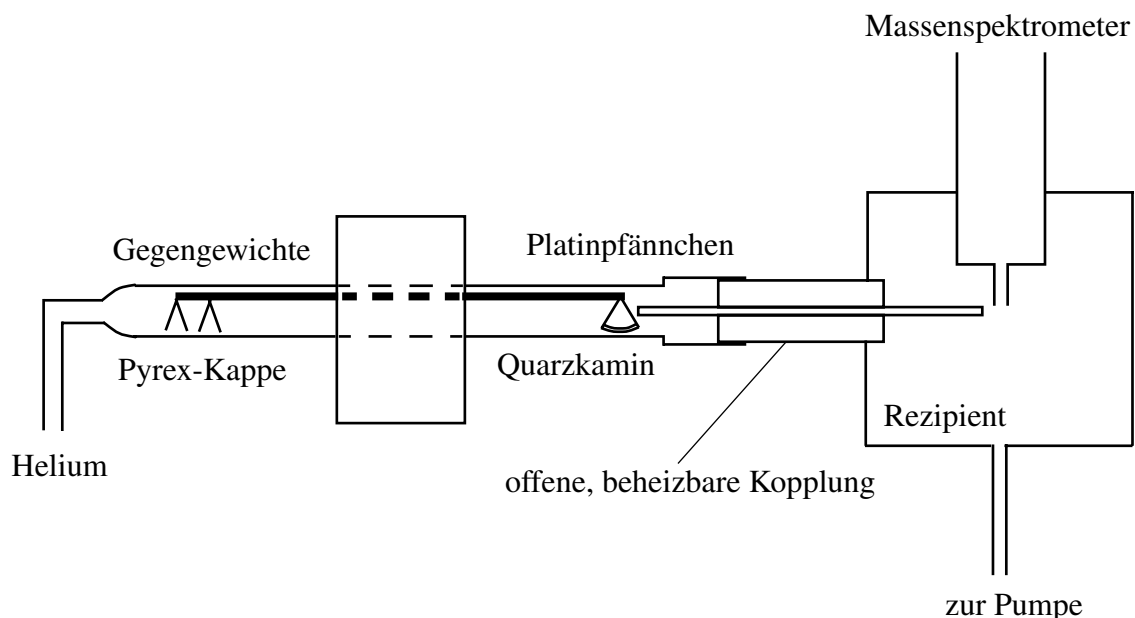 Massenspektrometer
Gegengewichte
Platinpfännchen
Pyrex-Kappe
Quarzkamin
Rezipient
Helium
offene, beheizbare Kopplung
zur Pumpe